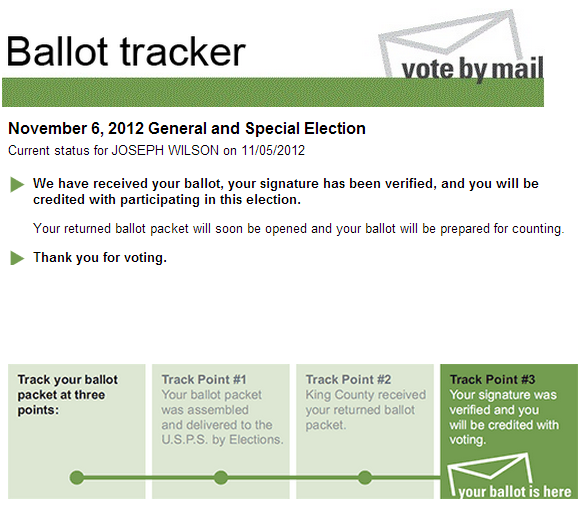 Ballot tracker
vote by mail
November 6, 2012 General and Special Election
Current status for JOSEPH WILSON on 11/05/2012
We have received your ballot, your signature has been verified, and you will be
credited with participating in this election.
Your returned ballot packet will soon be opened and your ballot will be prepared for counting.
Thank you for voting.
Track your ballot
packet at three
points:
Track Point #1
Your ballot packet
was assembled
and delivered to the
U.S.P.S. by Elections.
Track Point #2
King County received
your returned ballot
packet.
Track Point #3
Your signature was
verified and you
will be credited with
voting.
your ballot is here